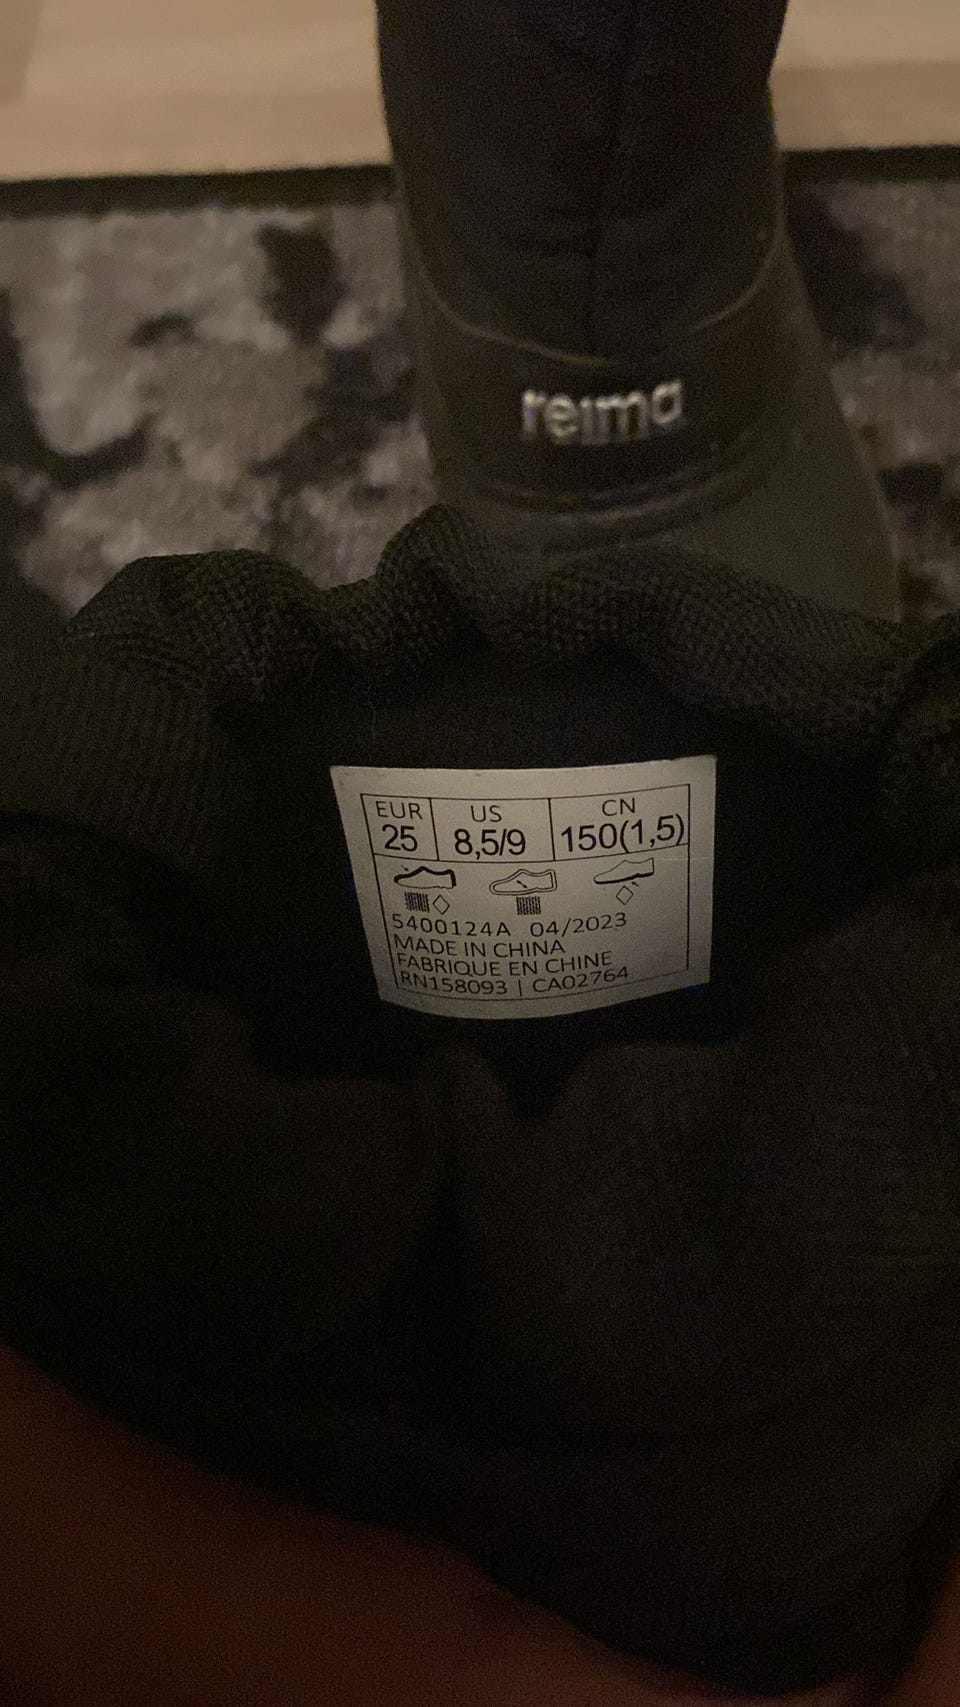 reima
EUR US CN
25 8,5/9 150(1,5)
5400124A 04/2023
MADE IN CHINA
FABRIQUE EN CHINE
RN158093 | CA02764